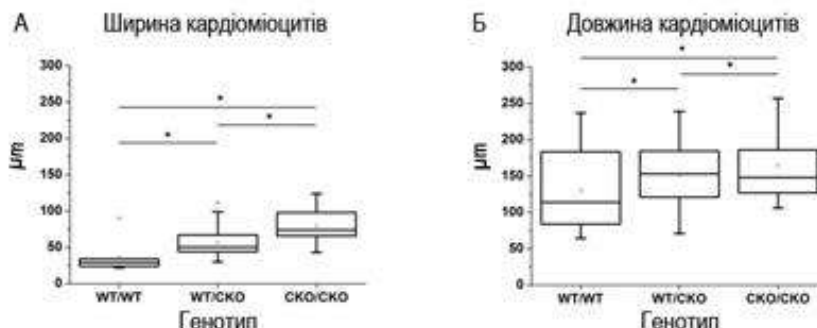 А
Ширина кардіоміоцитів
300
250
200
150
100
50
0
µm
*
*
*
WT/WT
WT/CKO
CKO/CKO
Генотип
Б
Довжина кардіоміоцитів
300
250
200
150
100
50
0
µm
*
*
*
WT/WT
WT/CKO
CKO/CKO
Генотип